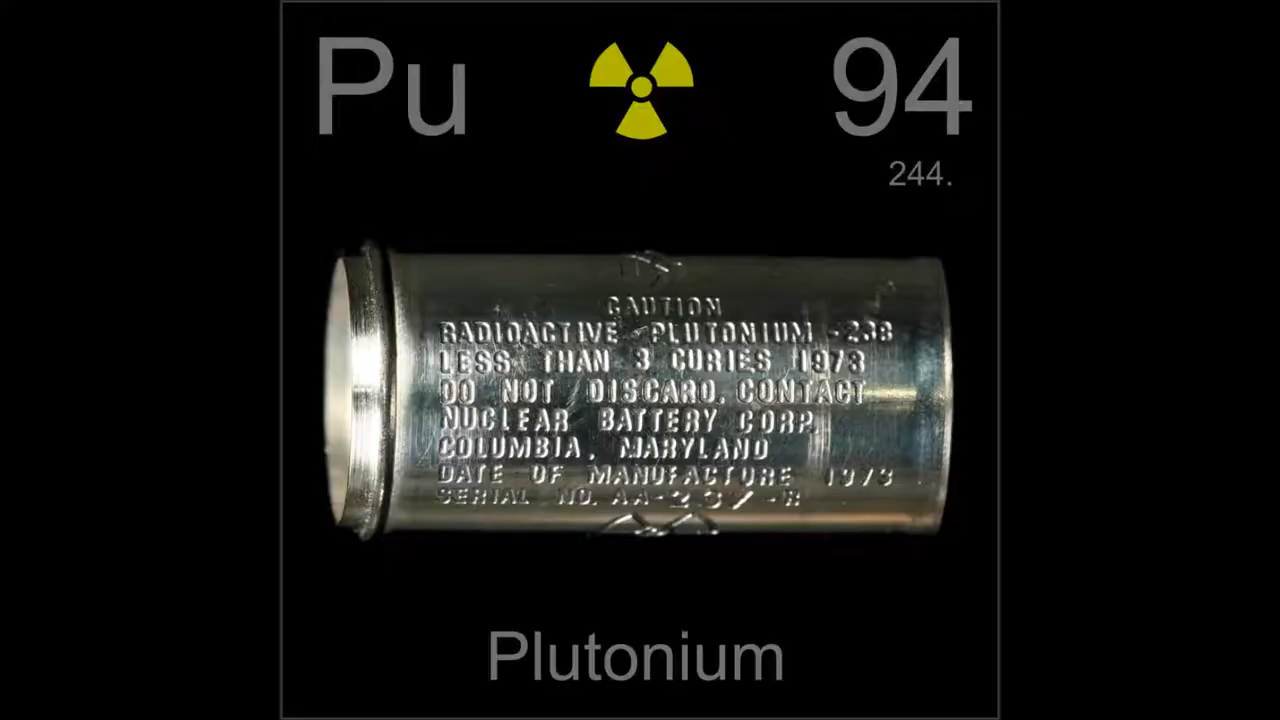 Pu 94
244.
CAUTION
RADIOACTIVE PLUTONIUM -238
LESS THAN 3 CURIES 1973
DO NOT DISCARD. CONTACT
NUCLEAR BATTERY CORP.
COLUMBIA, MARYLAND
DATE OF MANUFACTURE 1973
SERIAL NO. AA-
Plutonium